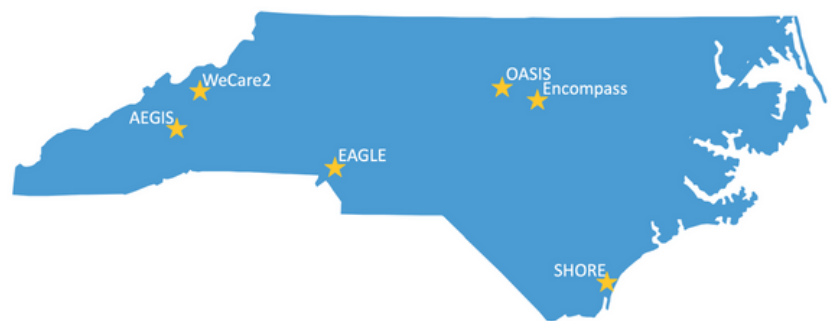 OASIS
WeCare2
Encompass
AEGIS
EAGLE
SHORE